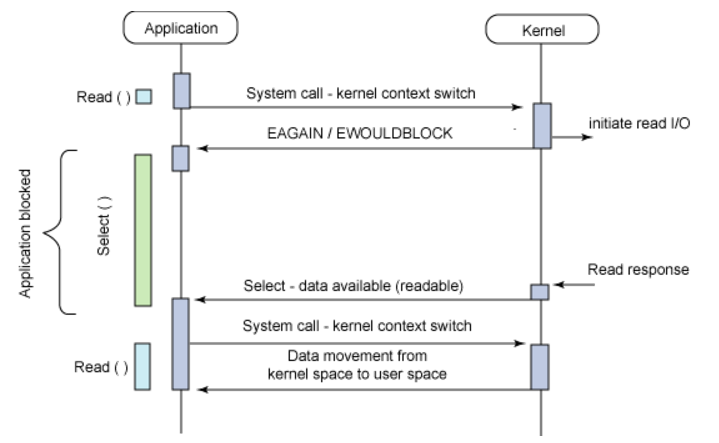 Application
Kernel
Read ( )
System call - kernel context switch
initiate read I/O
EAGAIN / EWOULDBLOCK
Application blocked
Select ( )
Read response
Select - data available (readable)
System call - kernel context switch
Read ( )
Data movement from
kernel space to user space